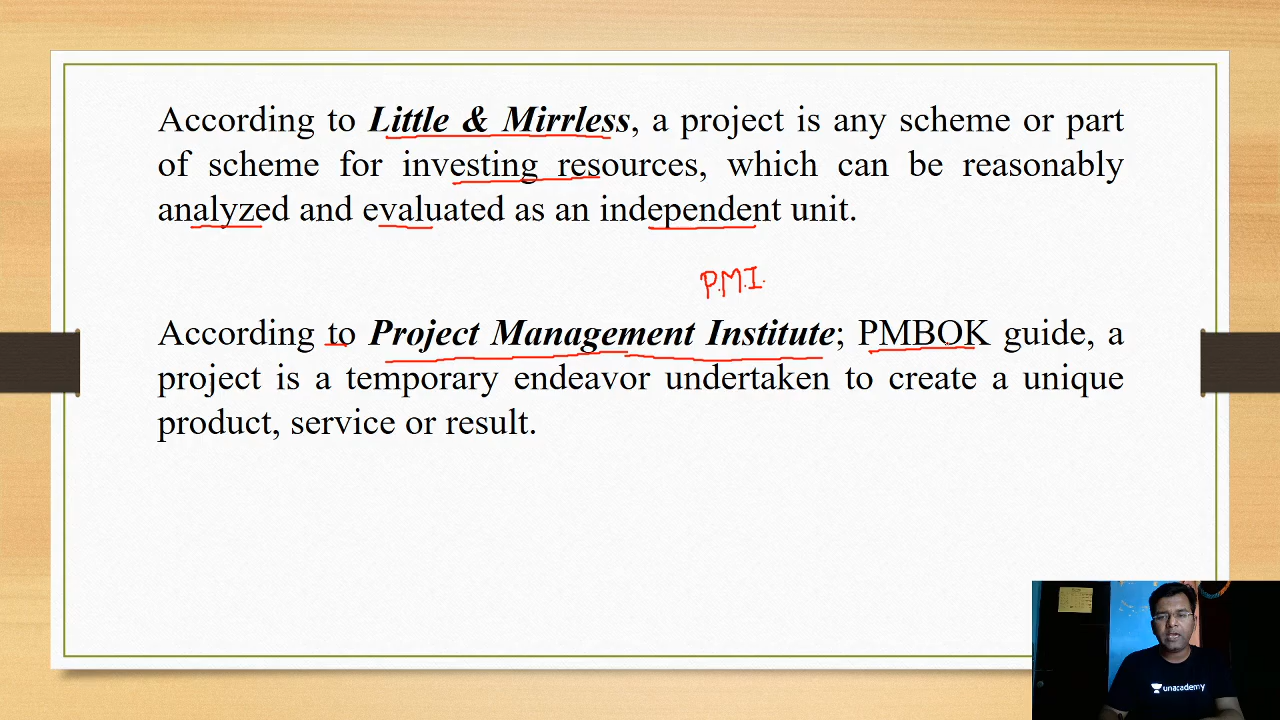 According to Little & Mirrless, a project is any scheme or part
of scheme for investing resources, which can be reasonably
analyzed and evaluated as an independent unit.
P.M.I.
According to Project Management Institute; PMBOK guide, a
project is a temporary endeavor undertaken to create a unique
product, service or result.
unacademy